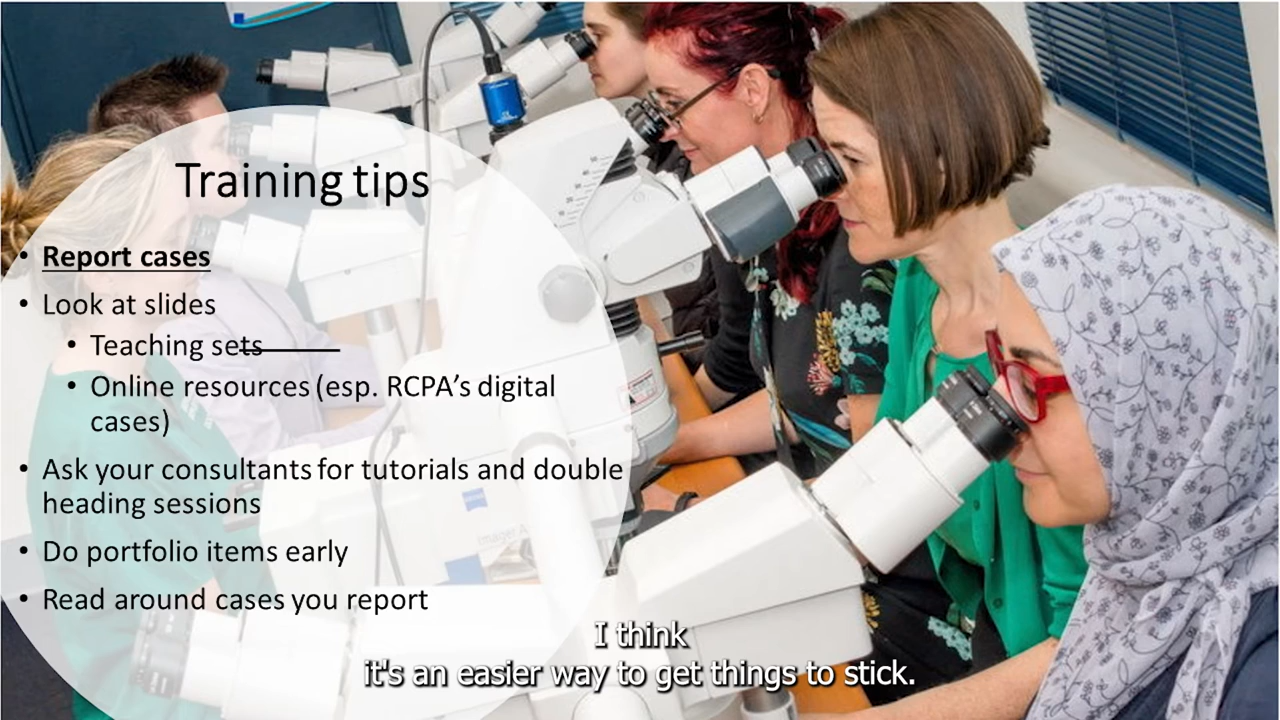 Training tips
• Report cases
• Look at slides
• Teaching sets
• Online resources (esp. RCPA's digital
cases)
• Ask your consultants for tutorials and double
heading sessions
• Do portfolio items early
• Read around cases you report
I think
it's an easier way to get things to stick.